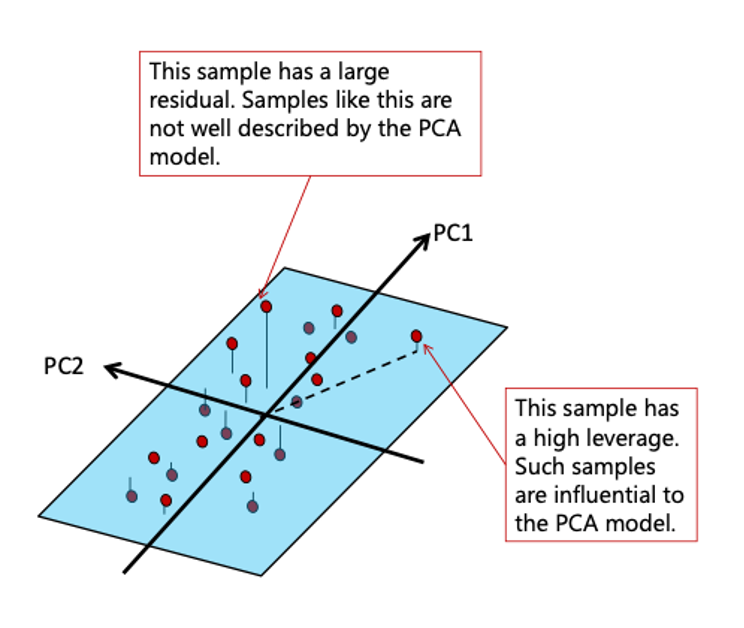 This sample has a large
residual. Samples like this are
not well described by the PCA
model.
PC1
PC2
This sample has
a high leverage.
Such samples
are influential to
the PCA model.